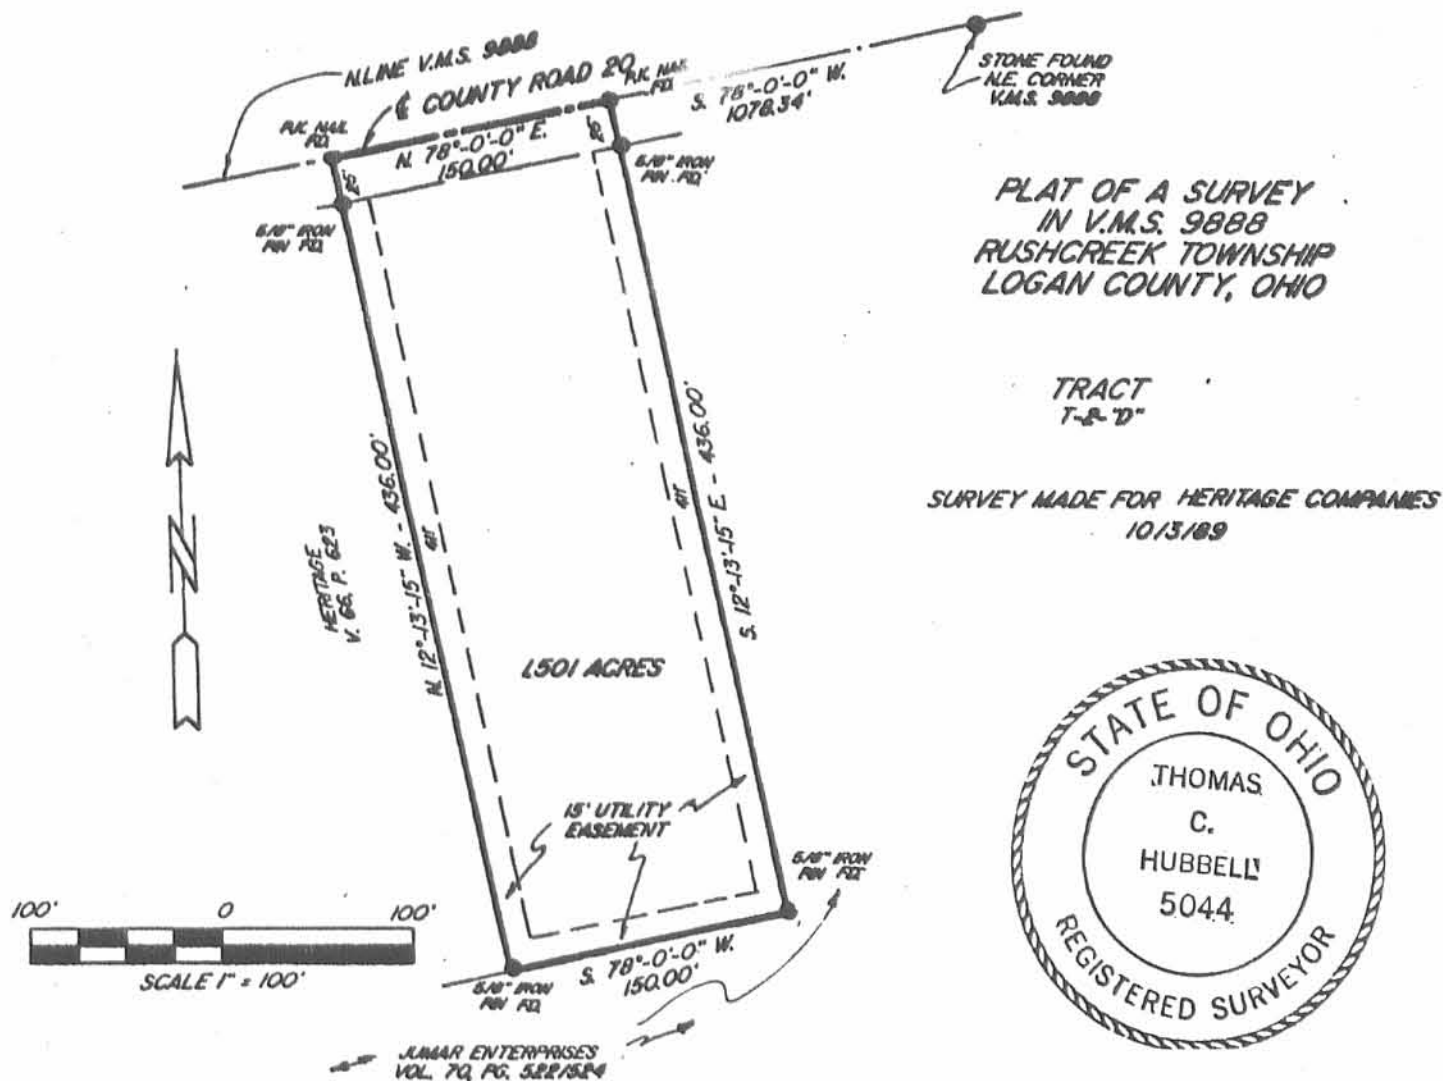 N. LINE V.M.S. 9888
℄ COUNTY ROAD 20
P.K. NAIL
FD.
P.K. NAIL
FD.
S. 78°-0'-0" W.
1078.34'
STONE FOUND
N.E. CORNER
V.M.S. 9888
N. 78°-0'-0" E.
150.00'
25'
25'
5/8" IRON
PIN FD.
5/8" IRON
PIN FD.
PLAT OF A SURVEY
IN V.M.S. 9888
RUSHCREEK TOWNSHIP
LOGAN COUNTY, OHIO
TRACT
T-2-"D"
SURVEY MADE FOR HERITAGE COMPANIES
10/3/89
HERITAGE
V. 66, P. 623
N. 12°-13'-15" W. - 436.00'
411'
S. 12°-13'-15" E. - 436.00'
411'
1.501 ACRES
15' UTILITY
EASEMENT
5/8" IRON
PIN FD.
100' 0 100'
SCALE 1" = 100'
S. 78°-0'-0" W.
150.00'
5/8" IRON
PIN FD.
JUMAR ENTERPRISES
VOL. 70, PG. 522/524
STATE OF OHIO
THOMAS
C.
HUBBELL
5044
REGISTERED SURVEYOR